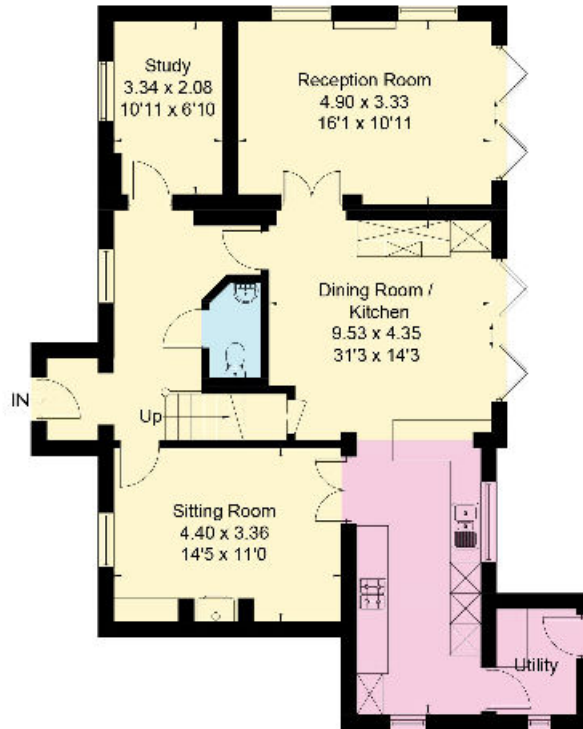 Study
3.34 x 2.08
10'11 x 6'10
Reception Room
4.90 x 3.33
16'1 x 10'11
Dining Room /
Kitchen
9.53 x 4.35
31'3 x 14'3
IN
Up
Sitting Room
4.40 x 3.36
14'5 x 11'0
Utility